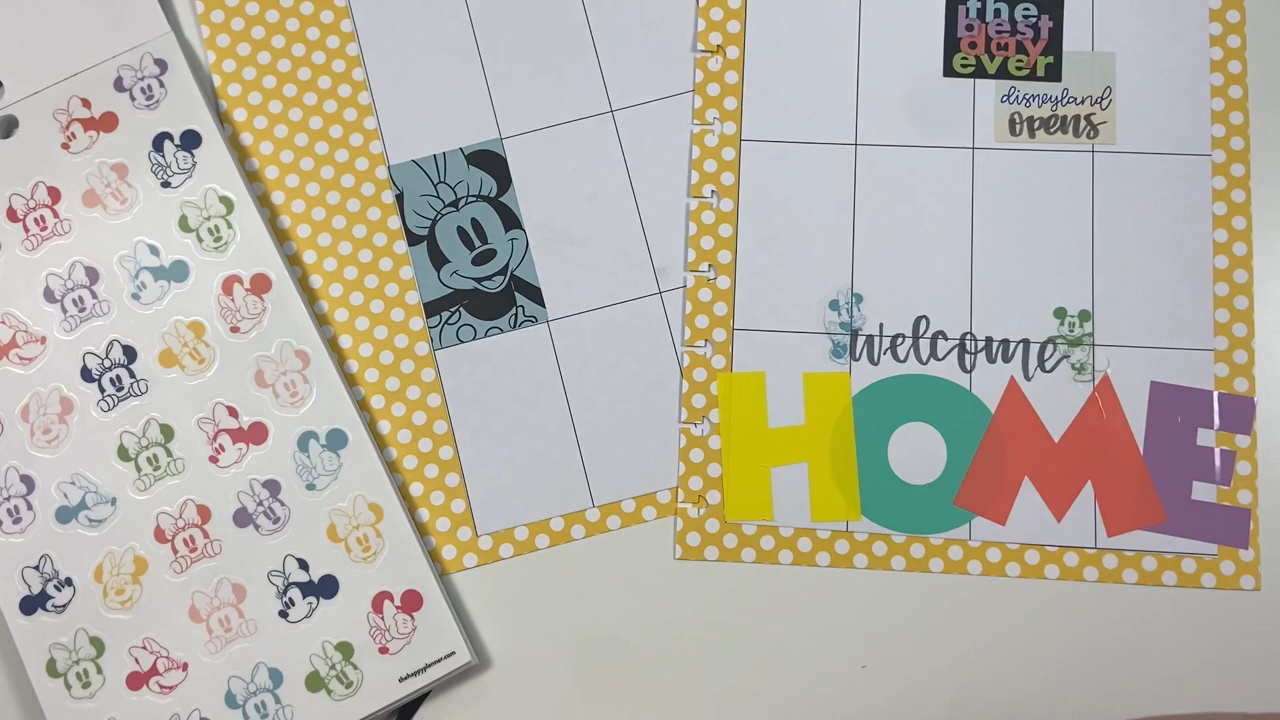 the
best
day
ever
disneyland
opens
welcome
HOME
thehappyplanner.com